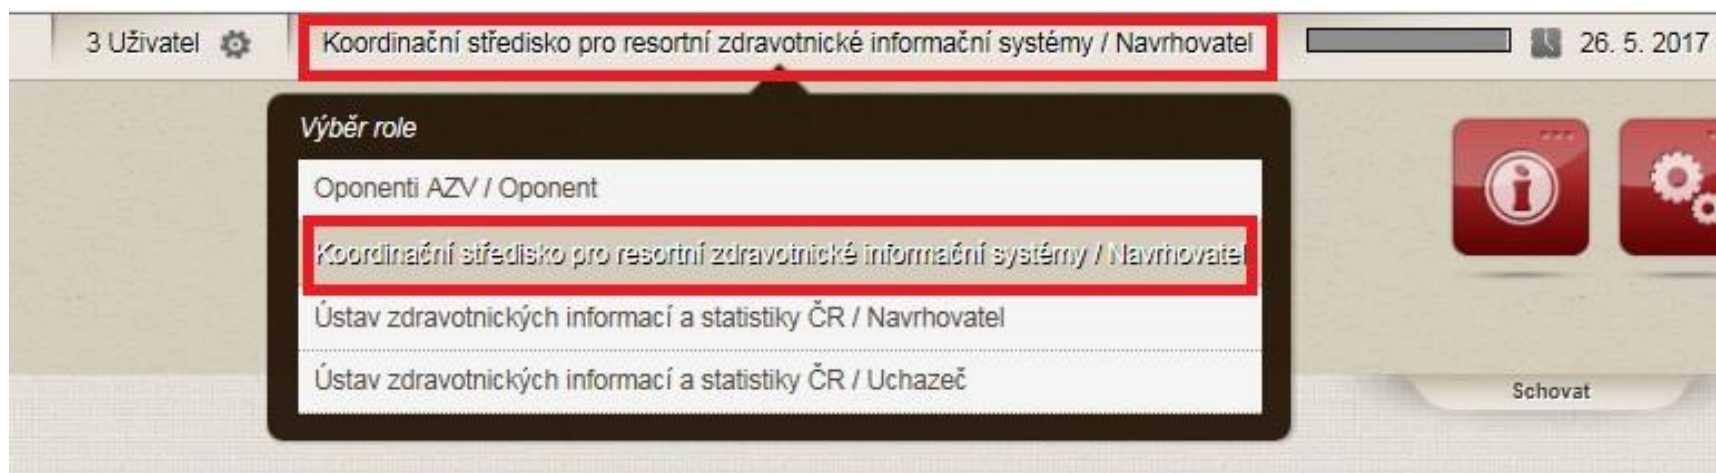 3 Uživatel
Koordinační středisko pro resortní zdravotnické informační systémy / Navrhovatel
26. 5. 2017
Výběr role
Oponenti AZV / Oponent
Koordinační středisko pro resortní zdravotnické informační systémy / Navrhovatel
Ústav zdravotnických informací a statistiky ČR / Navrhovatel
Ústav zdravotnických informací a statistiky ČR / Uchazeč
Schovat